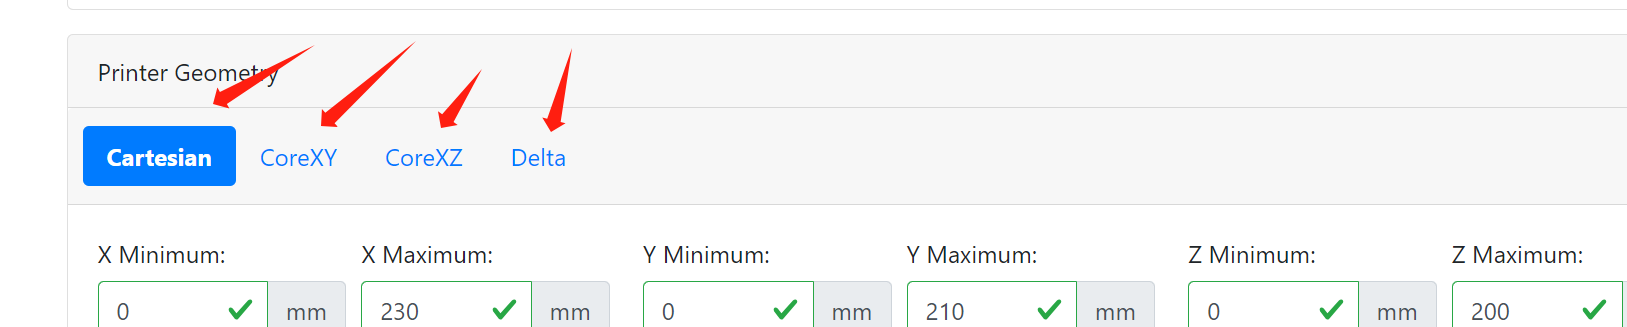 Printer Geometry
Cartesian CoreXY CoreXZ Delta
X Minimum: X Maximum: Y Minimum: Y Maximum: Z Minimum: Z Maximum:
0 mm 230 mm 0 mm 210 mm 0 mm 200